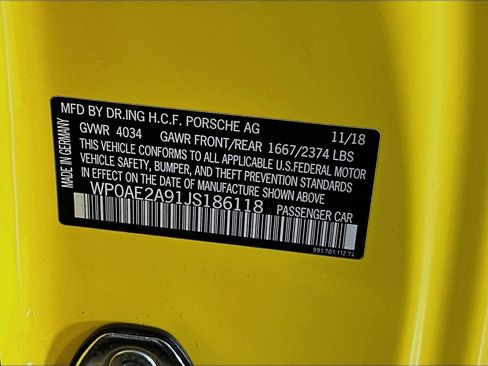 MFD BY DR.ING H.C.F. PORSCHE AG 11/18
GVWR 4034 GAWR FRONT/REAR 1667/2374 LBS
THIS VEHICLE CONFORMS TO ALL APPLICABLE U.S.FEDERAL MOTOR
VEHICLE SAFETY, BUMPER, AND THEFT PREVENTION STANDARDS
IN EFFECT ON THE DATE OF MANUFACTURE SHOWN ABOVE.
WP0AE2A91JS186118 PASSENGER CAR
MADE IN GERMANY
991.701.112.74